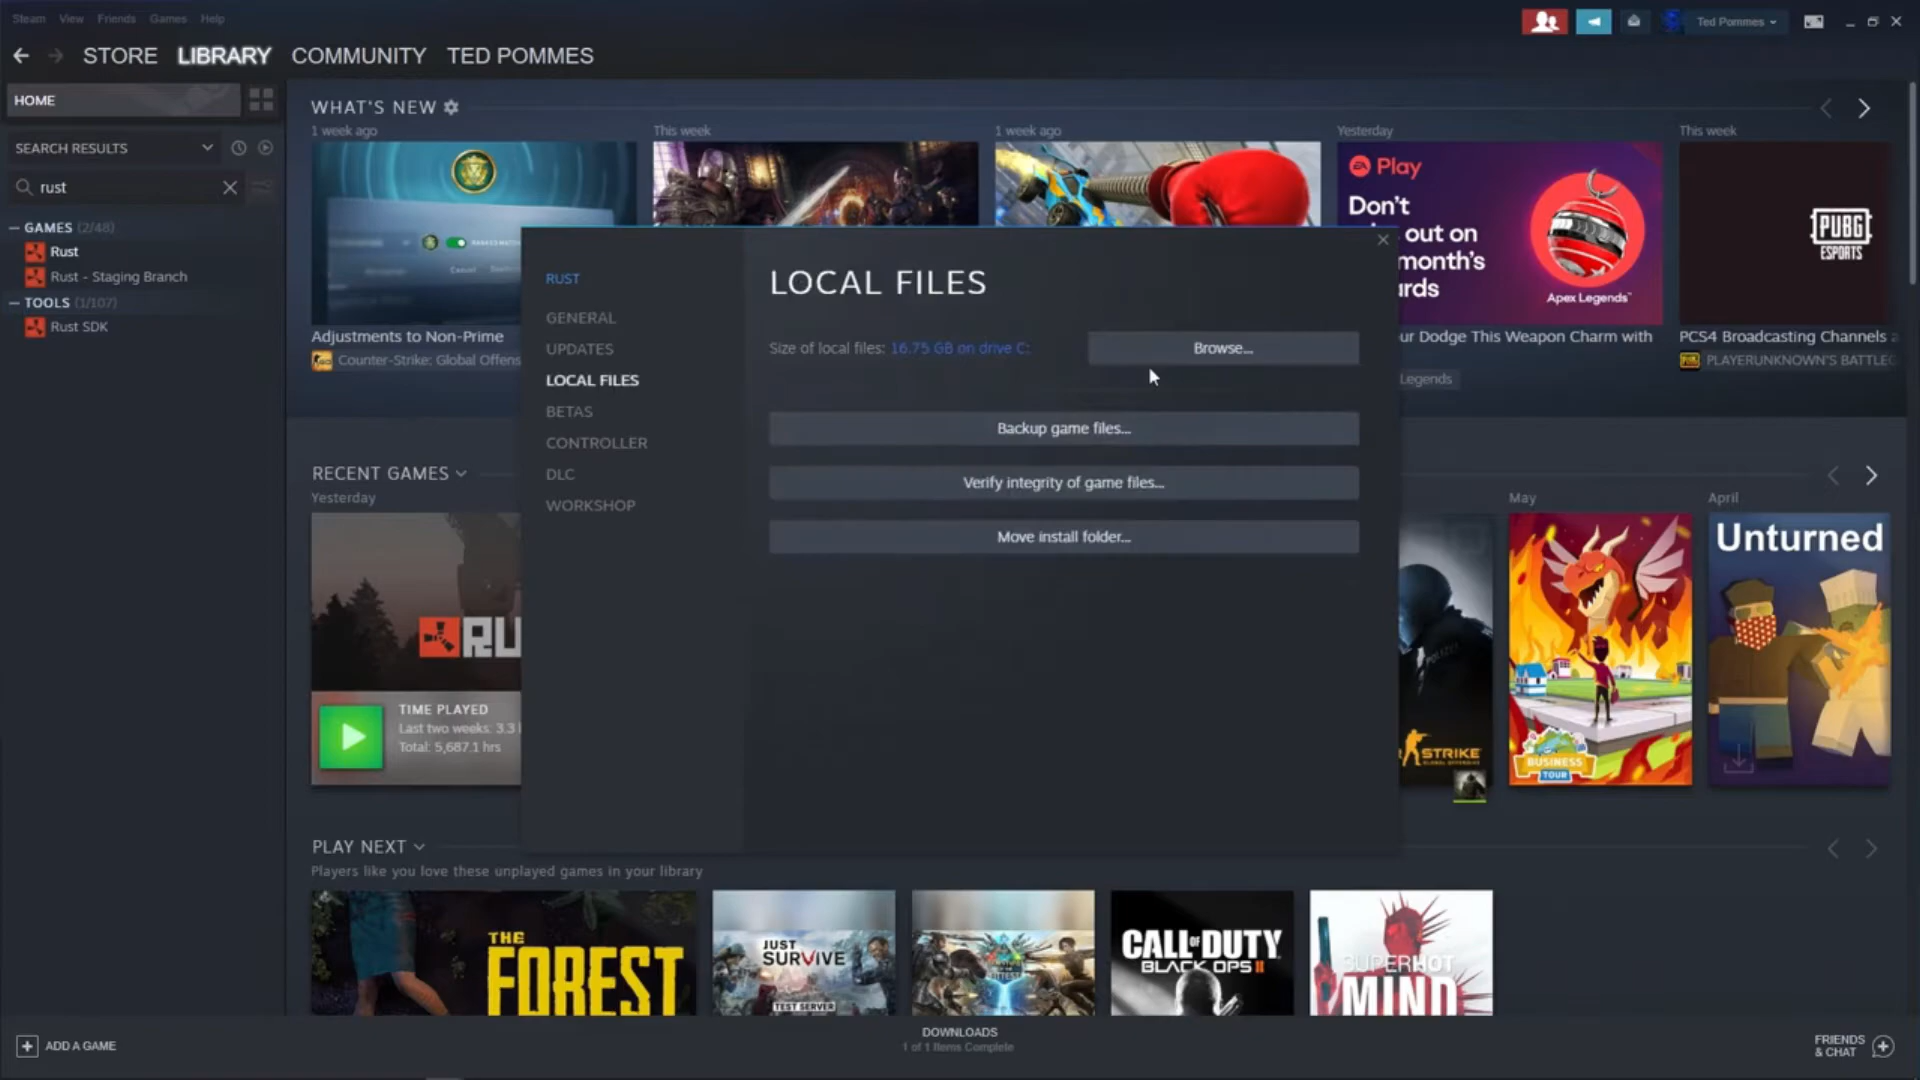 Steam View Friends Games Help
Ted Pommes
STORE LIBRARY COMMUNITY TED POMMES
HOME
SEARCH RESULTS
rust
GAMES (2/48)
Rust
Rust - Staging Branch
TOOLS (1/107)
Rust SDK
WHAT'S NEW
1 week ago
This week
1 week ago
Yesterday
This week
Play
Don't
out on
month's
rds
Apex Legends
PUBG
ESPORTS
Adjustments to Non-Prime
Counter-Strike: Global Offens
ur Dodge This Weapon Charm with
Legends
PCS4 Broadcasting Channels a
PLAYERUNKNOWN'S BATTLEG
RUST
GENERAL
UPDATES
LOCAL FILES
BETAS
CONTROLLER
DLC
WORKSHOP
LOCAL FILES
Size of local files: 16.75 GB on drive C:
Browse...
Backup game files...
Verify integrity of game files...
Move install folder...
RECENT GAMES
Yesterday
May
April
RU
TIME PLAYED
Last two weeks: 3.3
Total: 5,687.1 hrs
STRIKE
BUSINESS
TOUR
Unturned
PLAY NEXT
Players like you love these unplayed games in your library
THE
FOREST
JUST
SURVIVE
TEST SERVER
CALL OF DUTY
BLACK OPS II
SUPERHOT
MIND
ADD A GAME
DOWNLOADS
1 of 1 Items Complete
FRIENDS
& CHAT